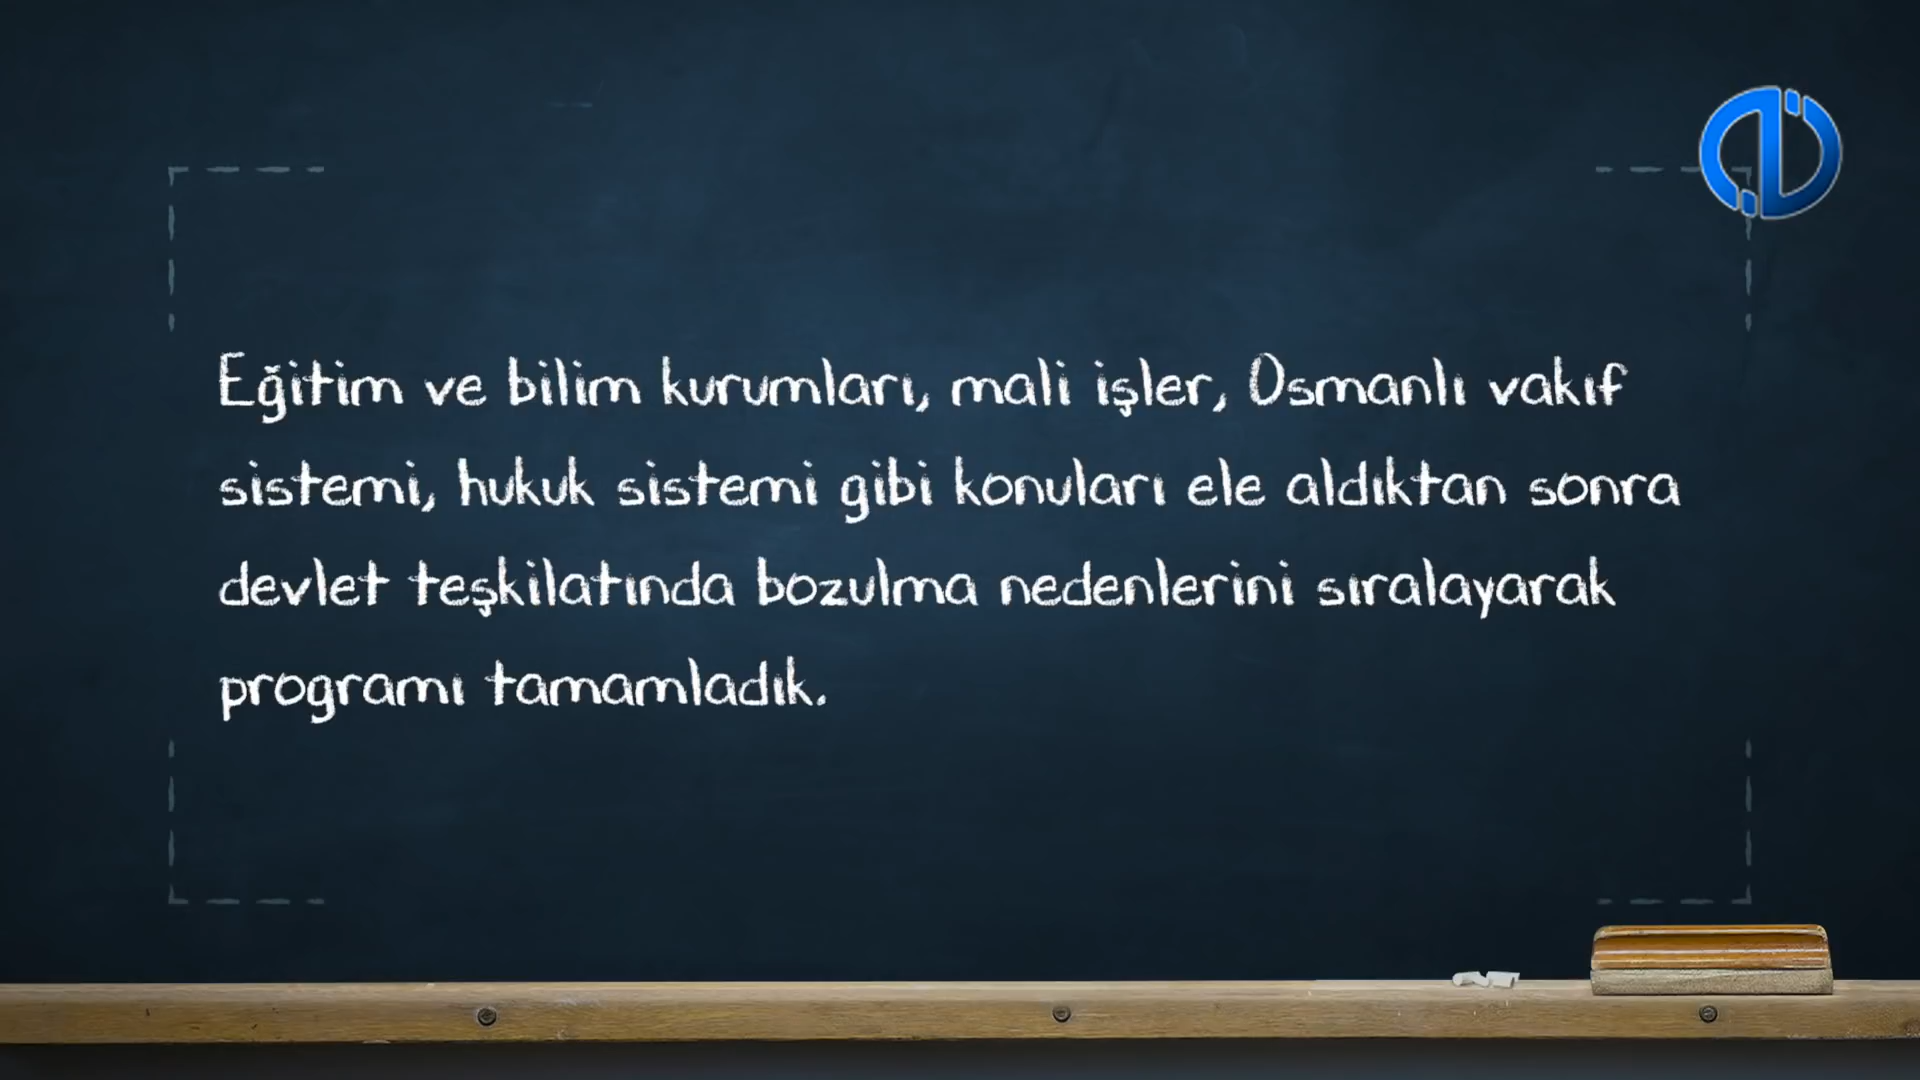 Eğitim ve bilim kurumları, mali işler, Osmanlı vakıf
sistemi, hukuk sistemi gibi konuları ele aldıktan sonra
devlet teşkilatında bozulma nedenlerini sıralayarak
programı tamamladık.